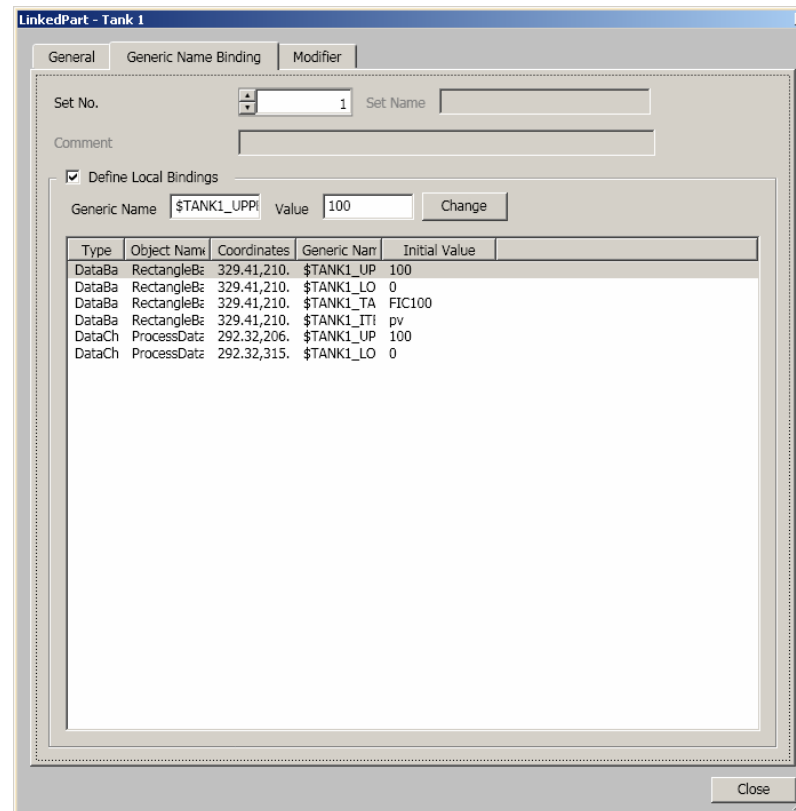 LinkedPart - Tank 1
General Generic Name Binding Modifier
Set No. 1 Set Name
Comment
Define Local Bindings
Generic Name $TANK1_UPP Value 100 Change
Type Object Name Coordinates Generic Nam Initial Value
DataBa RectangleBa 329.41,210. $TANK1_UP 100
DataBa RectangleBa 329.41,210. $TANK1_LO 0
DataBa RectangleBa 329.41,210. $TANK1_TA FIC100
DataBa RectangleBa 329.41,210. $TANK1_ITE pv
DataCh ProcessData 292.32,206. $TANK1_UP 100
DataCh ProcessData 292.32,315. $TANK1_LO 0
Close